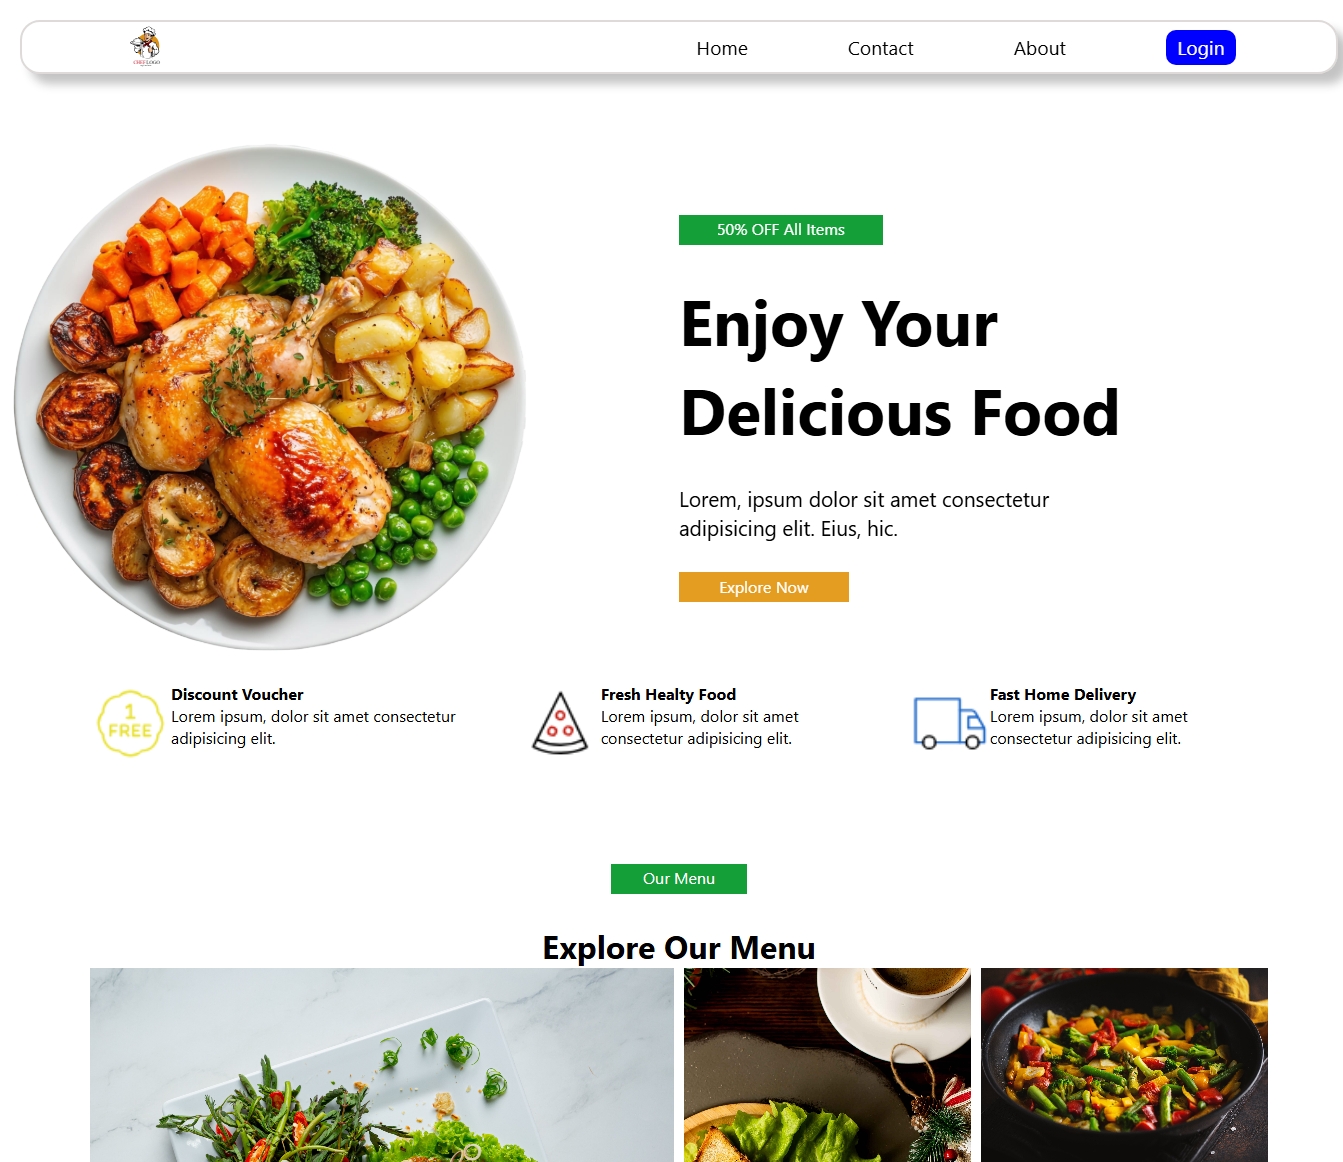 CHEF LOGO
Home
Contact
About
Login
50% OFF All Items
Enjoy Your
Delicious Food
Lorem, ipsum dolor sit amet consectetur
adipisicing elit. Eius, hic.
Explore Now
1
FREE
Discount Voucher
Lorem ipsum, dolor sit amet consectetur
adipisicing elit.
Fresh Healty Food
Lorem ipsum, dolor sit amet
consectetur adipisicing elit.
Fast Home Delivery
Lorem ipsum, dolor sit amet
consectetur adipisicing elit.
Our Menu
Explore Our Menu